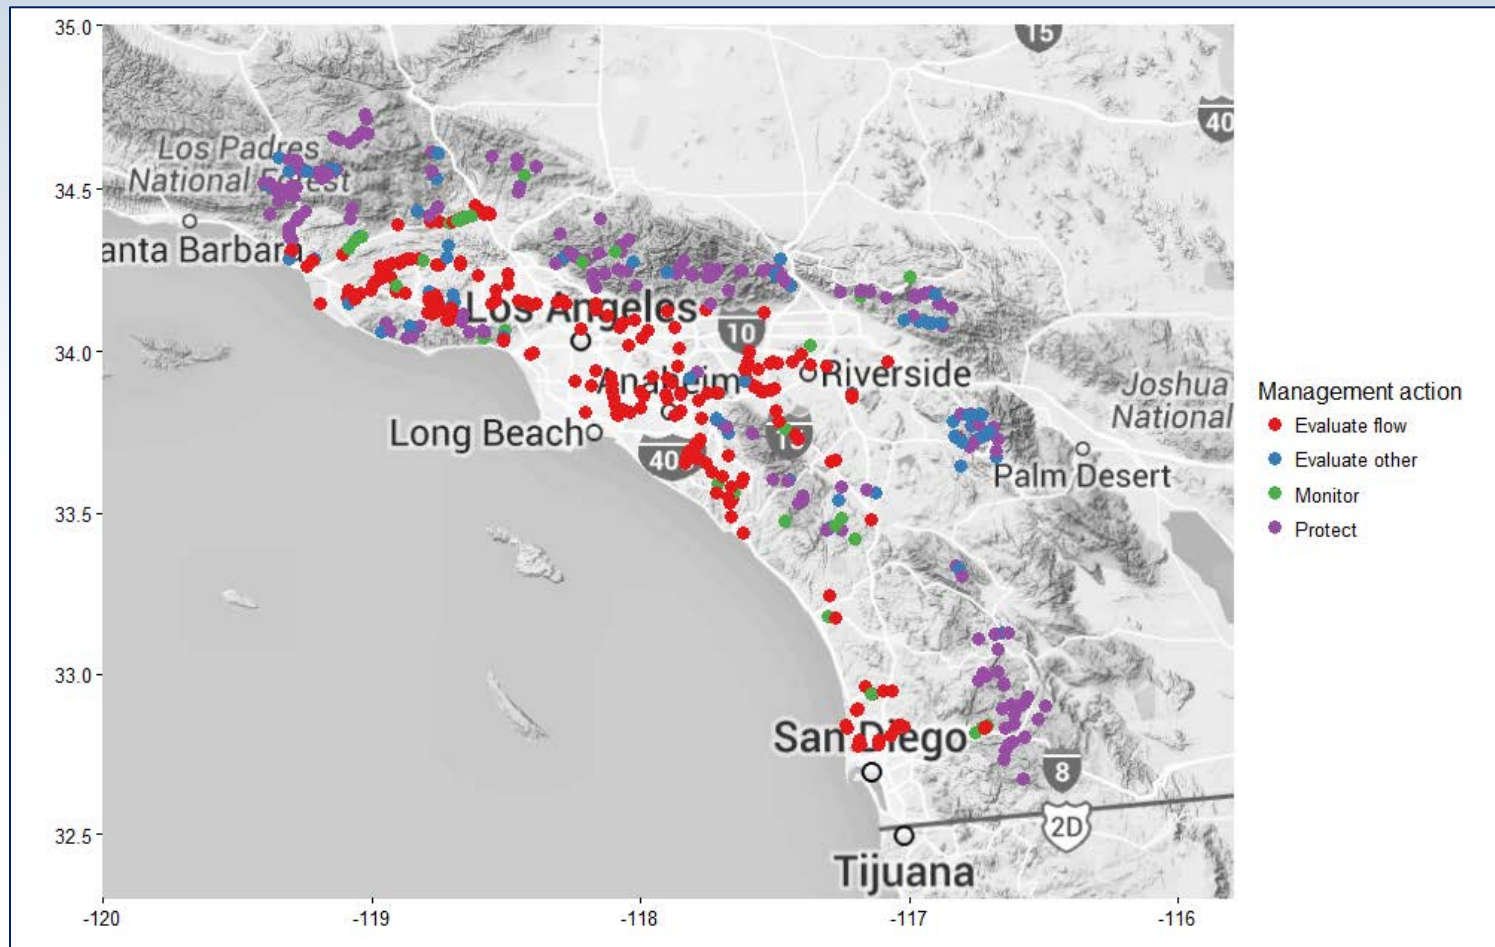 35.0
15
40
Los Padres
National Forest
34.5
anta Barbara
Los Angeles
10
34.0
Anaheim
Riverside
Joshua
National
Management action
Long Beach
15
Evaluate flow
40
Evaluate other
Palm Desert
Monitor
33.5
Protect
33.0
San Diego
8
2D
32.5
Tijuana
-120
-119
-118
-117
-116